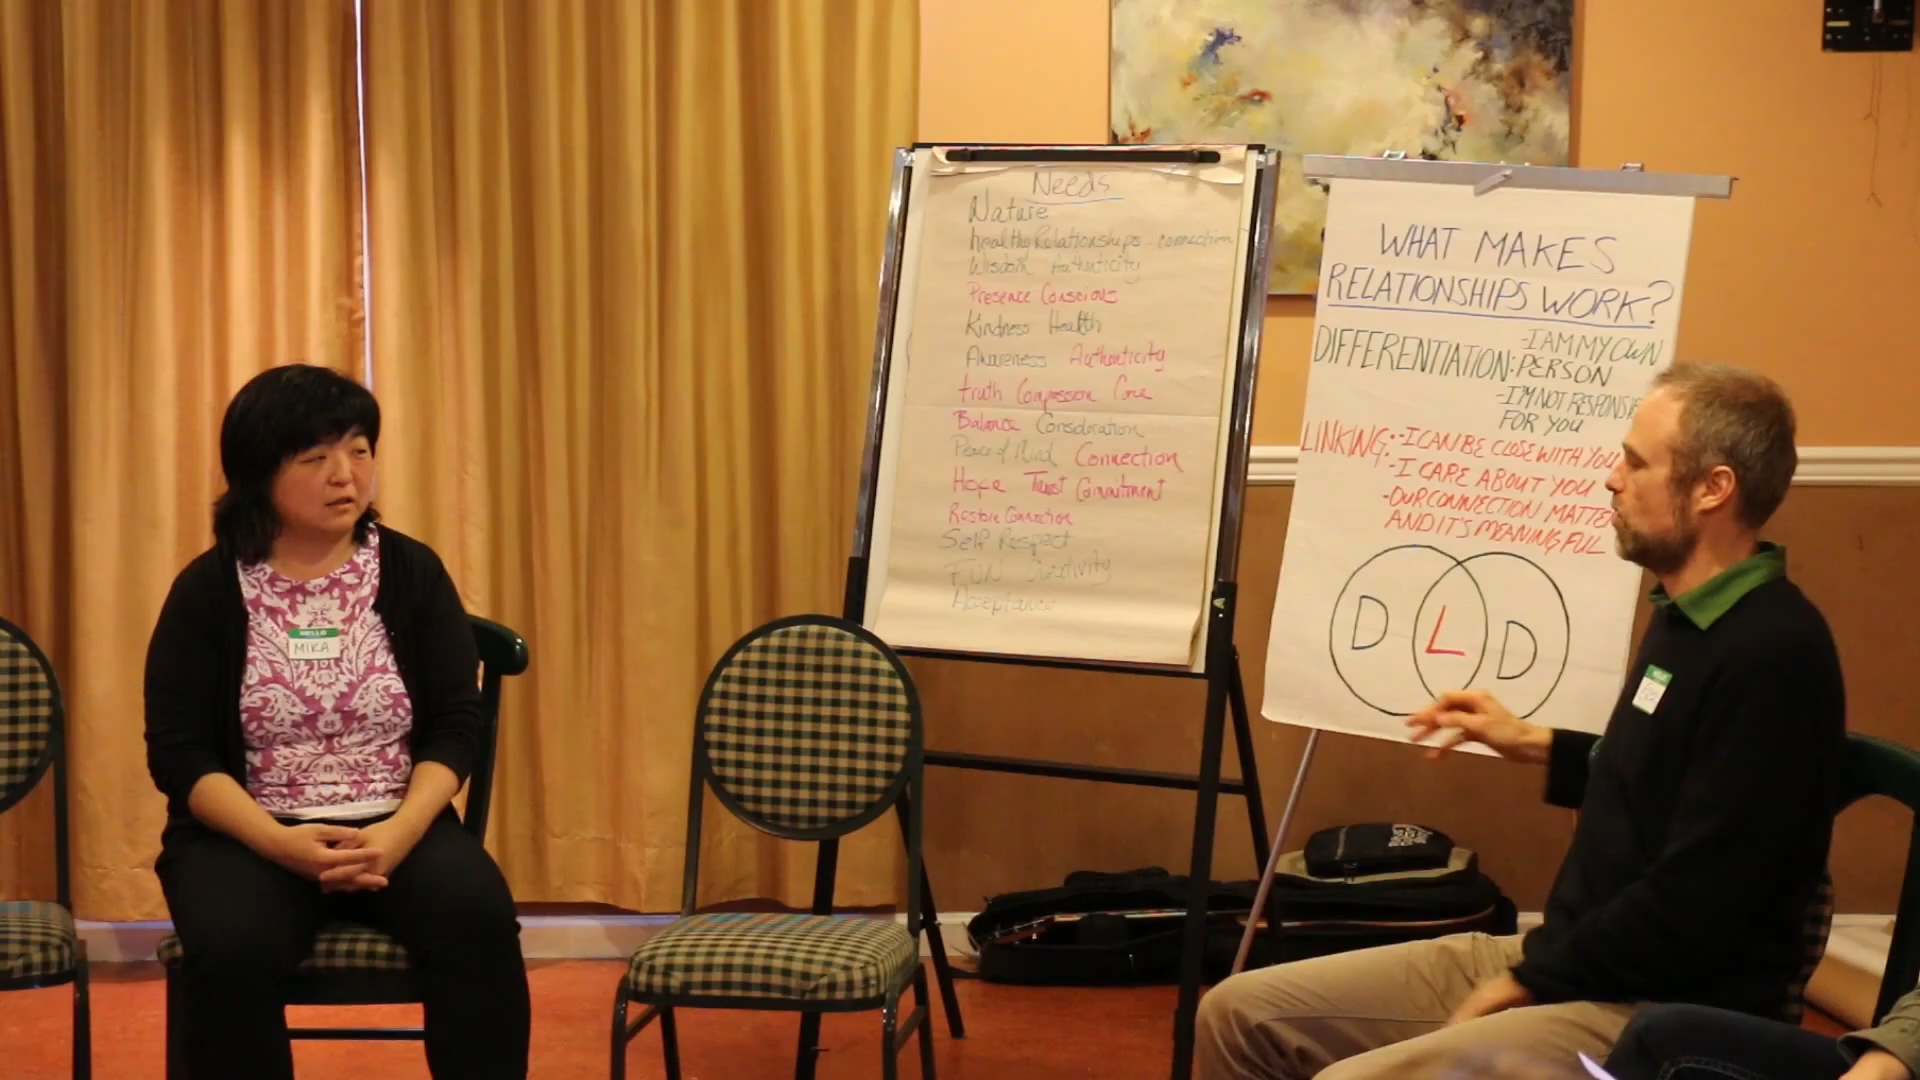 HELLO
MIKA
Needs
Nature
healthy Relationships - connection
Wisdom Authenticity
Presence Conscious
Kindness Health
Awareness Authenticity
truth Compassion Care
Balance Consideration
Peace of Mind Connection
Hope Trust Commitment
Restore Connection
Self Respect
FUN Creativity
Acceptance
WHAT MAKES
RELATIONSHIPS WORK?
DIFFERENTIATION: - I AM MY OWN
PERSON
- I'M NOT RESPONSIB
FOR YOU
LINKING: - I CAN BE CLOSE WITH YOU
- I CARE ABOUT YOU
- OUR CONNECTION MATTE
AND IT'S MEANINGFUL
D L D